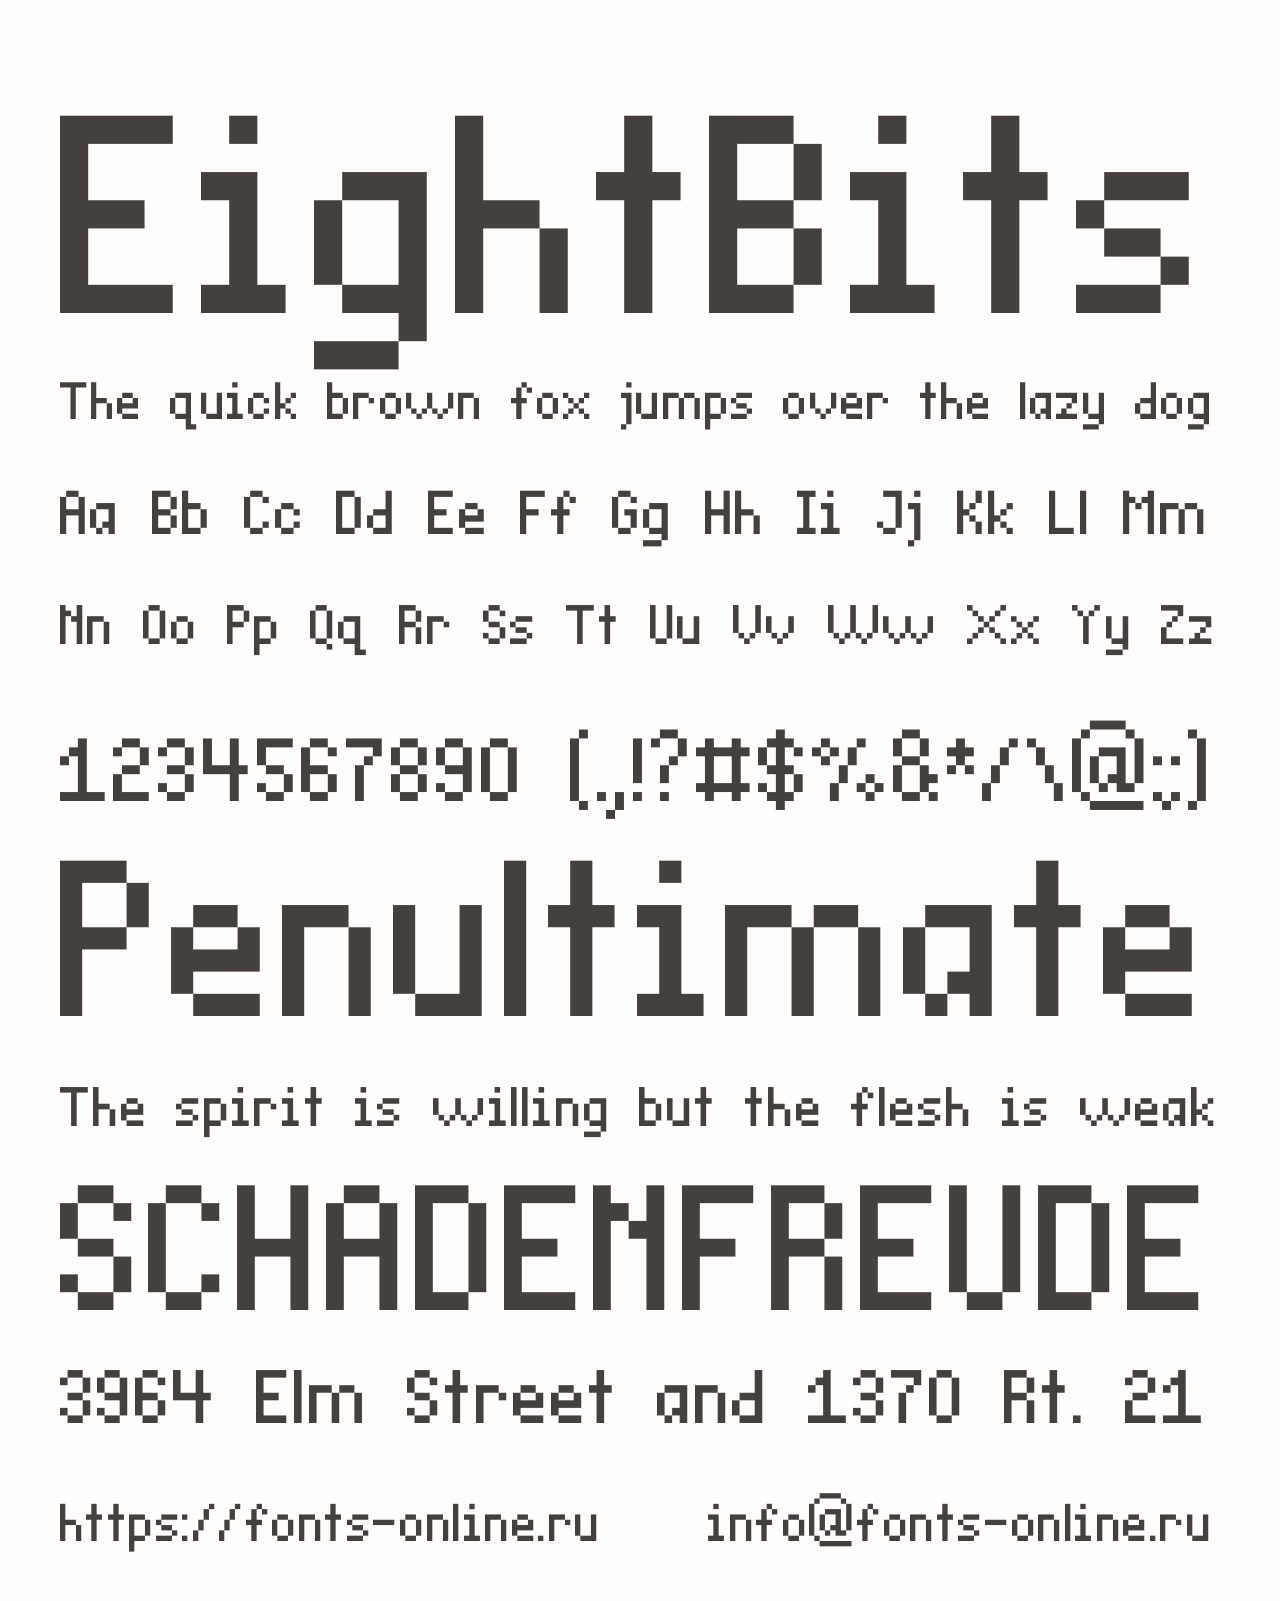 EightBits
The quick brown fox jumps over the lazy dog
Aa Bb Cc Dd Ee Ff Gg Hh Ii Jj Kk Ll Mm
Nn Oo Pp Qq Rr Ss Tt Uu Vv Ww Xx Yy Zz
1234567890 (.,!?#$%&*/\@:;)
Penultimate
The spirit is willing but the flesh is weak
SCHADENFREUDE
3964 Elm Street and 1370 Rt. 21
https://fonts-online.ru info@fonts-online.ru